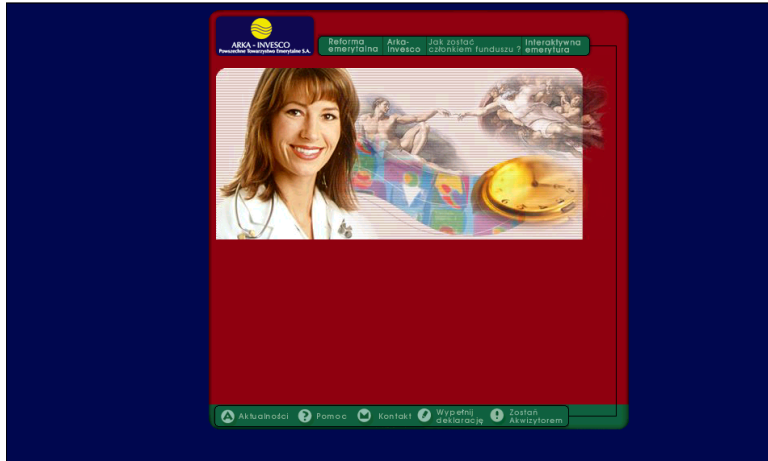 ARKA - INVESCO
Powszechne Towarzystwo Emerytalne S.A.
Reforma
emerytalna
Arka-
Invesco
Jak zostać
członkiem funduszu ?
Interaktywna
emerytura
Aktualności
Pomoc
Kontakt
Wypełnij
deklarację
Zostań
Akwizytorem